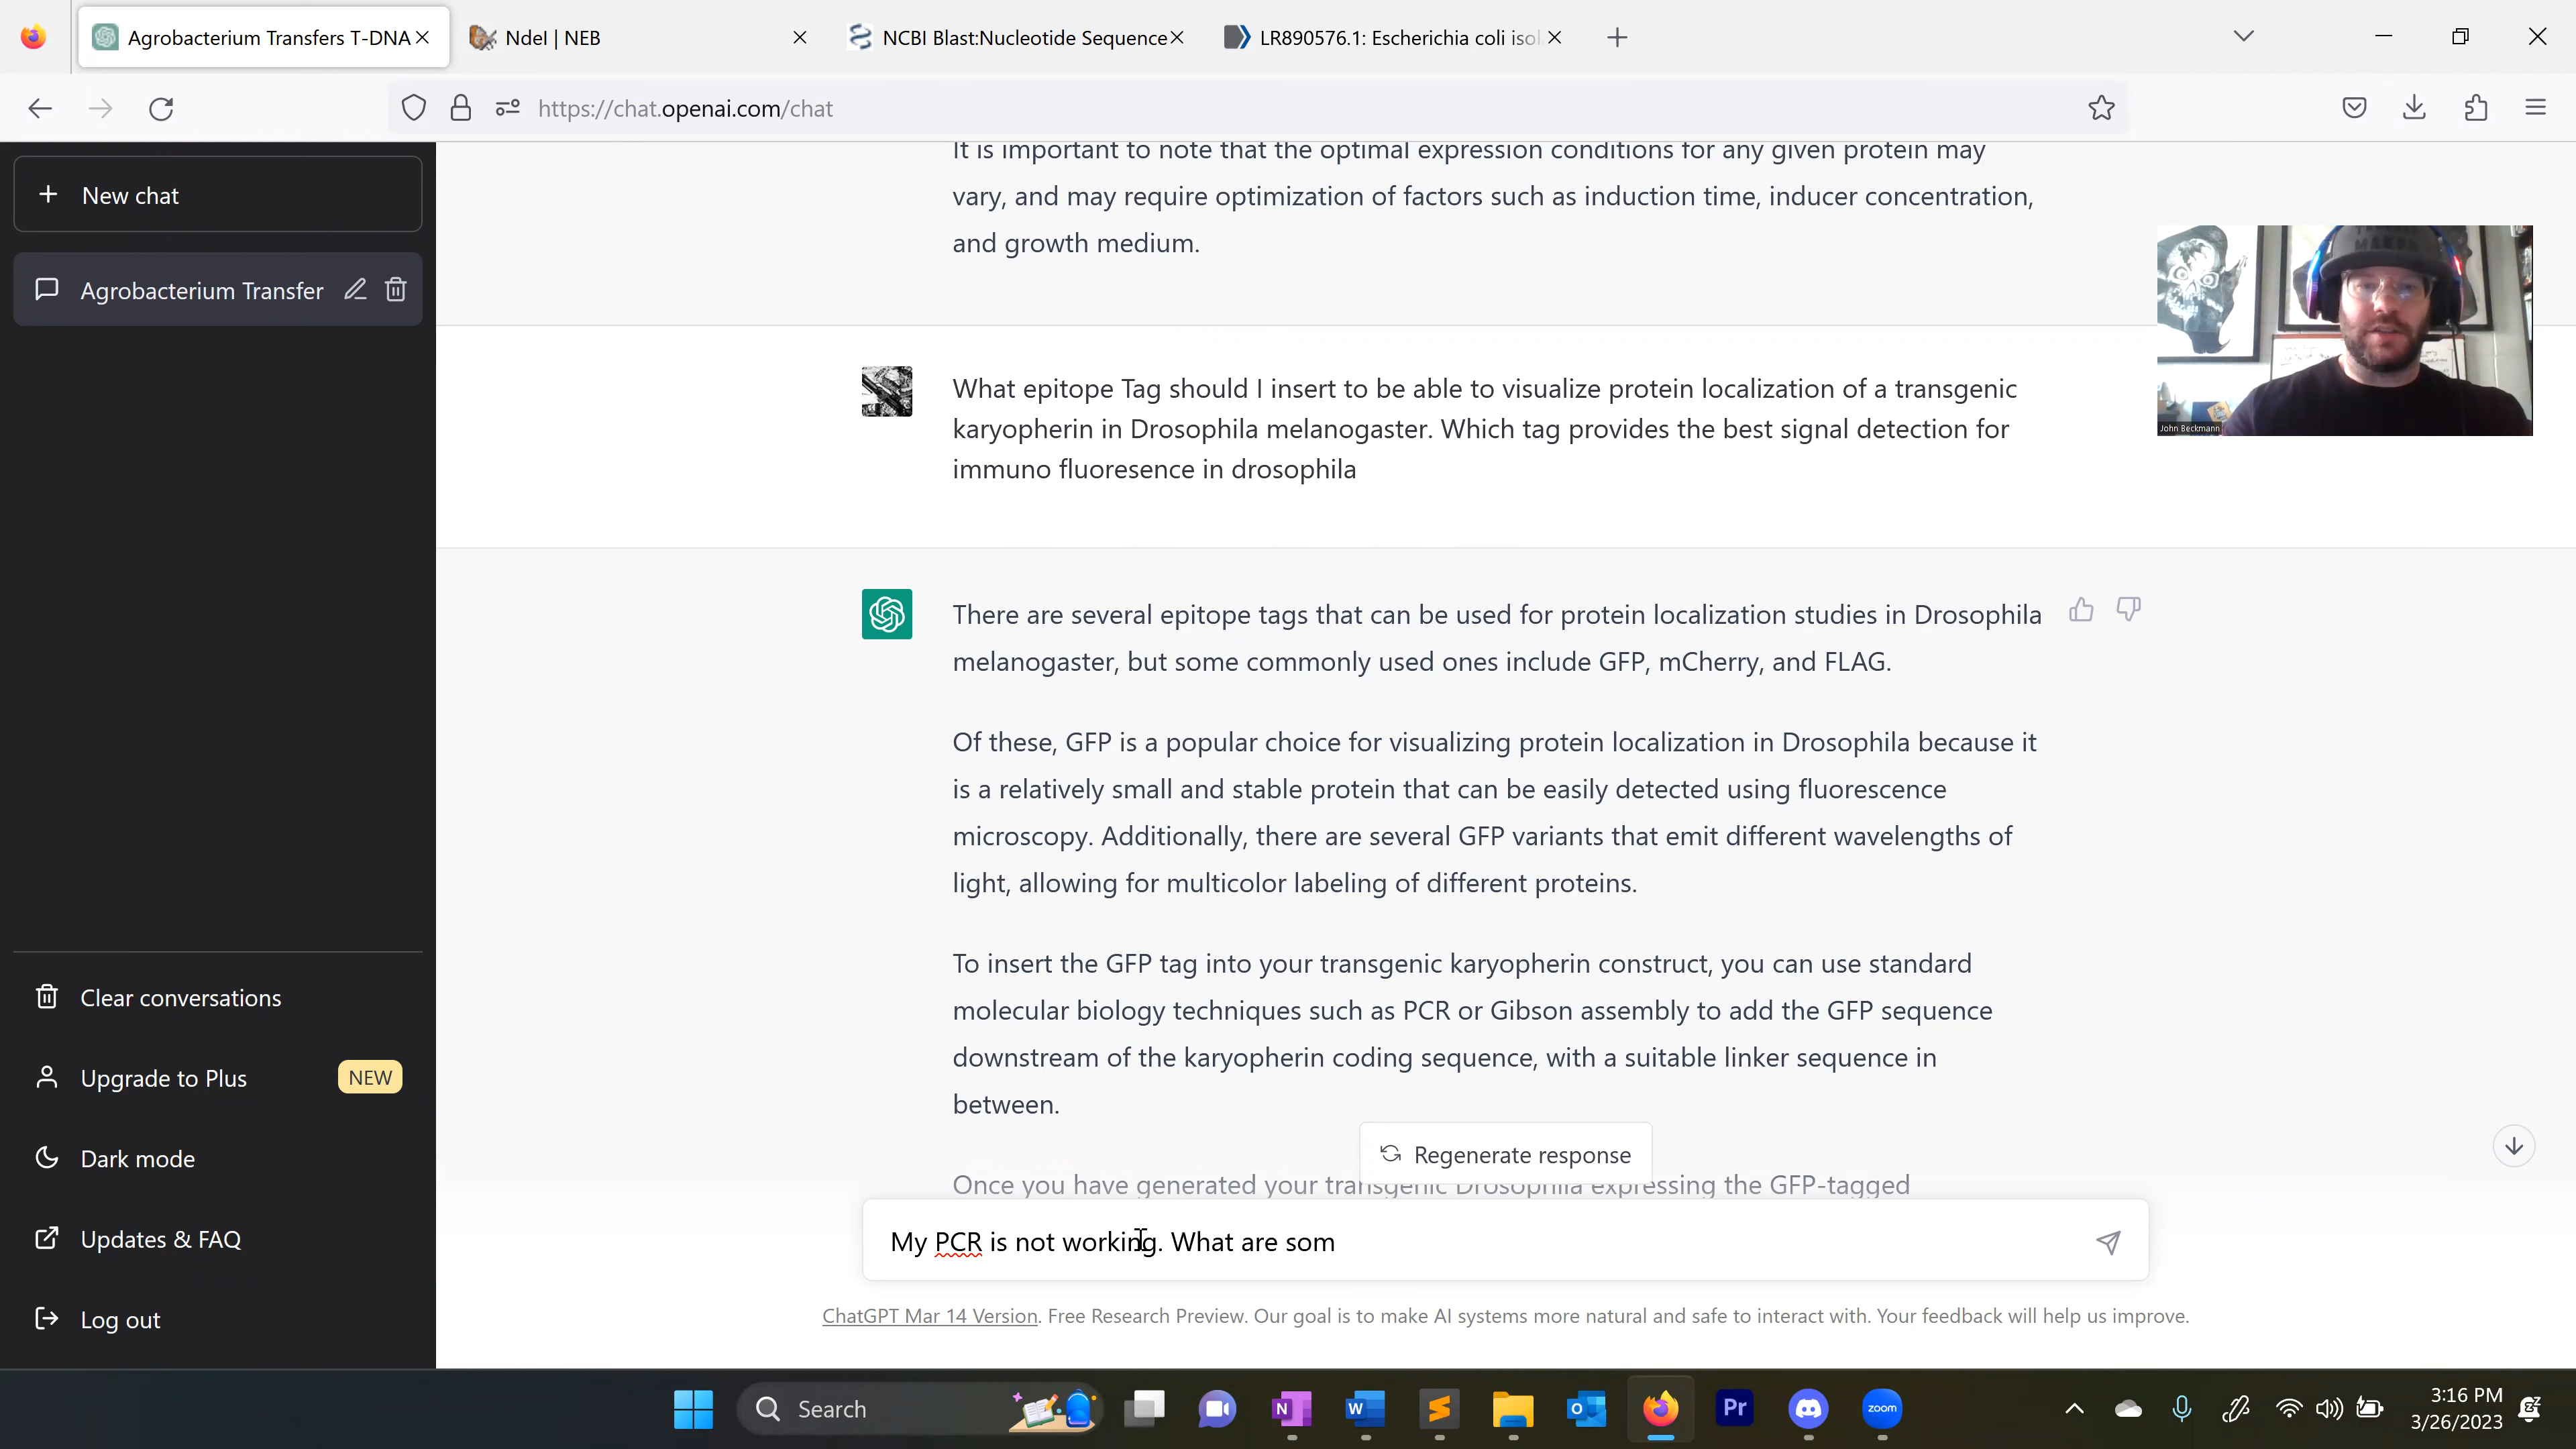 Agrobacterium Transfers T-DNA
NdeI | NEB
NCBI Blast:Nucleotide Sequence
LR890576.1: Escherichia coli isol
https://chat.openai.com/chat
New chat
Agrobacterium Transfer
It is important to note that the optimal expression conditions for any given protein may
vary, and may require optimization of factors such as induction time, inducer concentration,
and growth medium.
John Beckmann
What epitope Tag should I insert to be able to visualize protein localization of a transgenic
karyopherin in Drosophila melanogaster. Which tag provides the best signal detection for
immuno fluoresence in drosophila
There are several epitope tags that can be used for protein localization studies in Drosophila
melanogaster, but some commonly used ones include GFP, mCherry, and FLAG.
Of these, GFP is a popular choice for visualizing protein localization in Drosophila because it
is a relatively small and stable protein that can be easily detected using fluorescence
microscopy. Additionally, there are several GFP variants that emit different wavelengths of
light, allowing for multicolor labeling of different proteins.
To insert the GFP tag into your transgenic karyopherin construct, you can use standard
molecular biology techniques such as PCR or Gibson assembly to add the GFP sequence
downstream of the karyopherin coding sequence, with a suitable linker sequence in
between.
Regenerate response
Once you have generated your transgenic Drosophila expressing the GFP-tagged
My PCR is not working. What are som
ChatGPT Mar 14 Version. Free Research Preview. Our goal is to make AI systems more natural and safe to interact with. Your feedback will help us improve.
Clear conversations
Upgrade to Plus
NEW
Dark mode
Updates & FAQ
Log out
Search
N
W
O
Pr
zoom
3:16 PM
3/26/2023